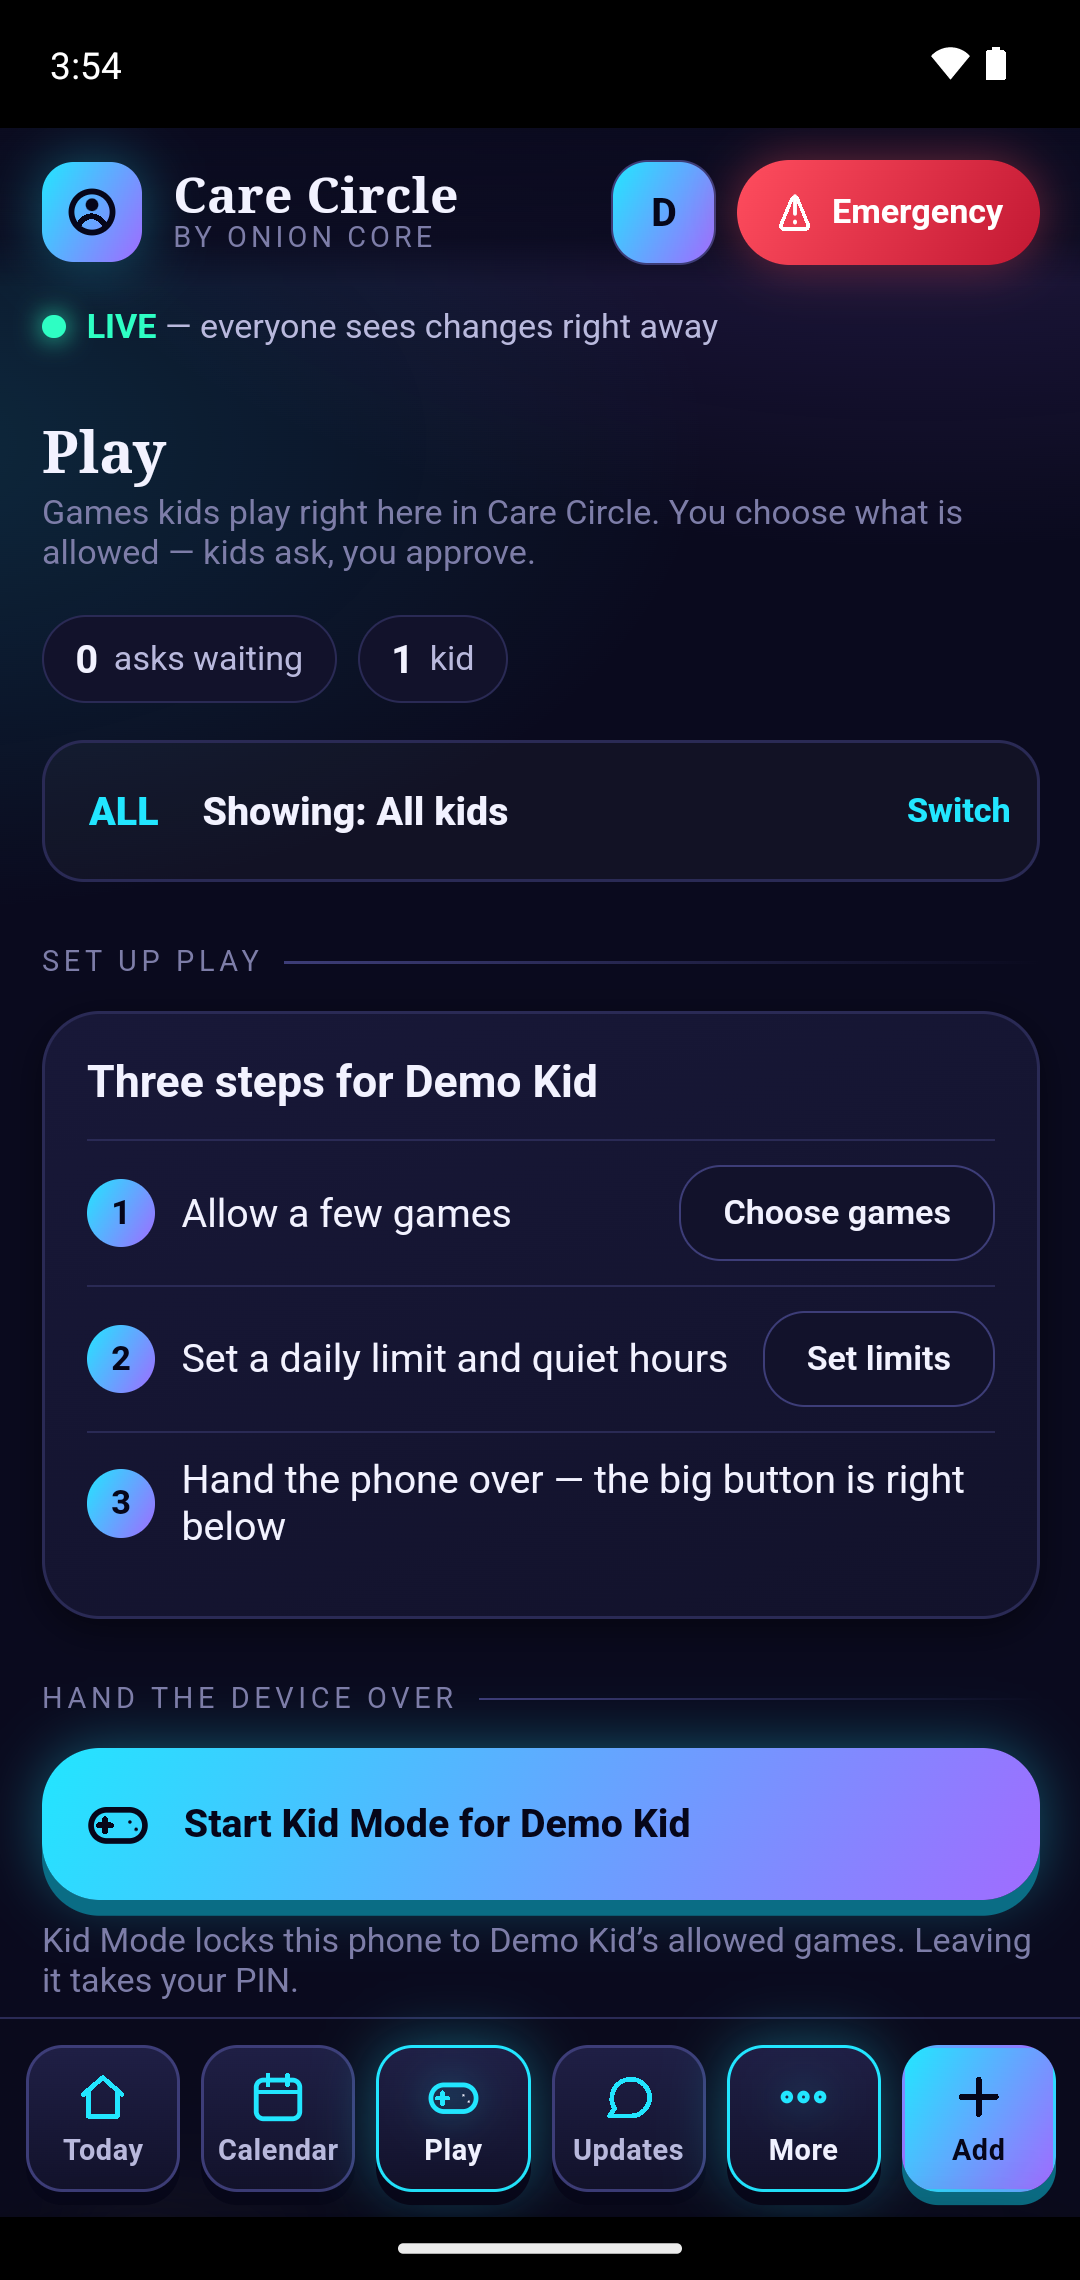 3:54
Care Circle
BY ONION CORE
D
Emergency
LIVE — everyone sees changes right away
Play
Games kids play right here in Care Circle. You choose what is
allowed — kids ask, you approve.
0 asks waiting
1 kid
ALL Showing: All kids Switch
SET UP PLAY
Three steps for Demo Kid
1 Allow a few games Choose games
2 Set a daily limit and quiet hours Set limits
3 Hand the phone over — the big button is right
below
HAND THE DEVICE OVER
Start Kid Mode for Demo Kid
Kid Mode locks this phone to Demo Kid’s allowed games. Leaving
it takes your PIN.
Today Calendar Play Updates More Add